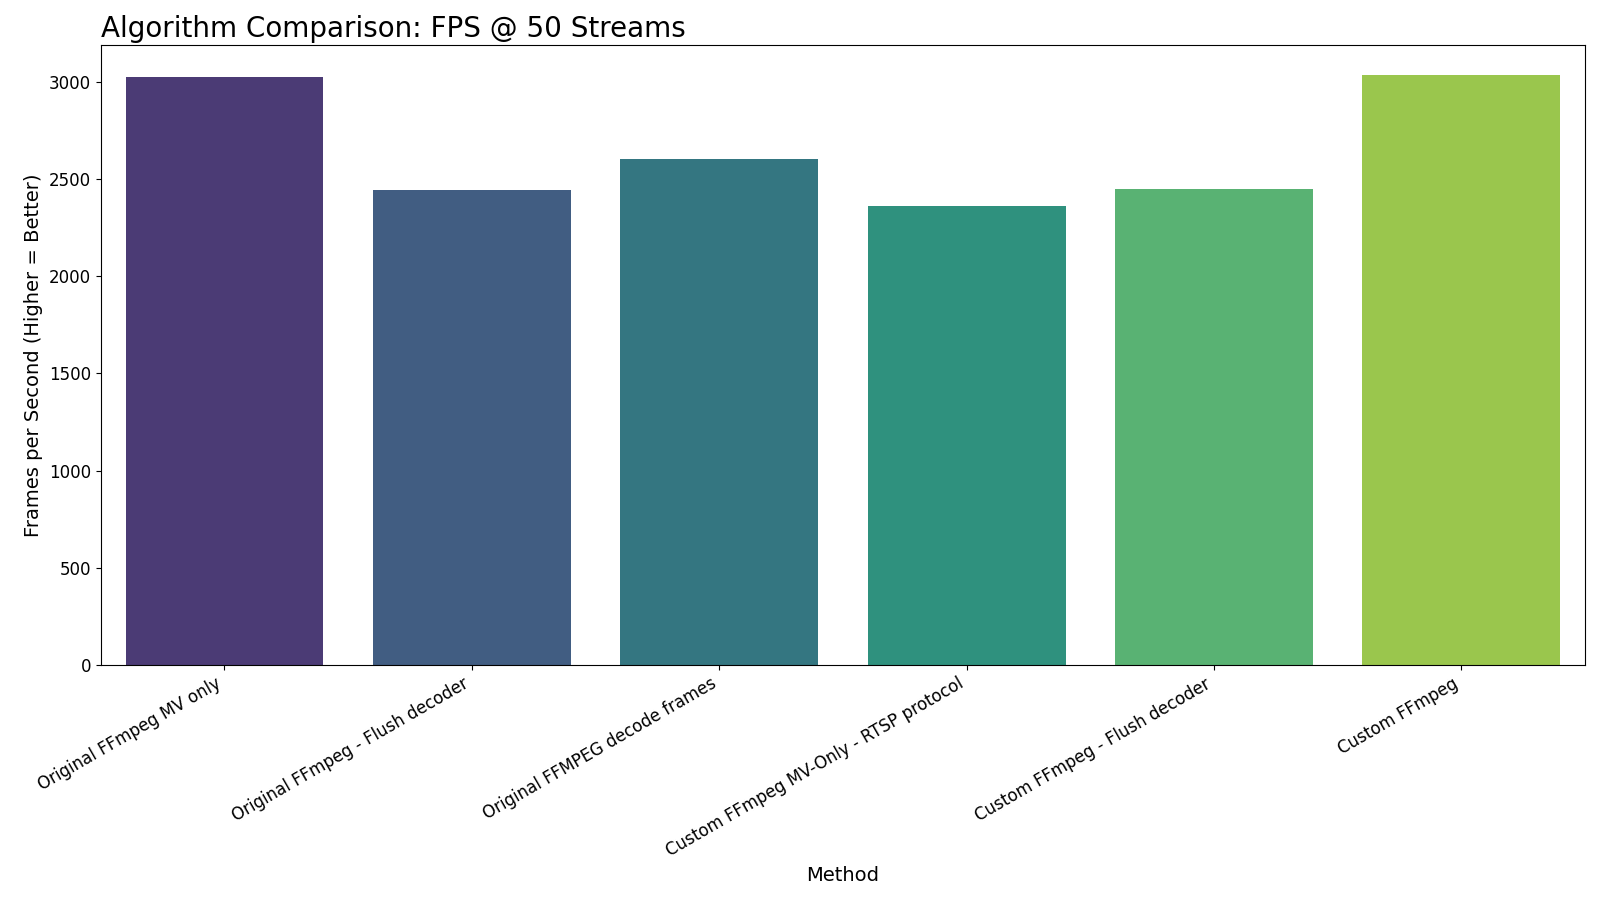 Algorithm Comparison: FPS @ 50 Streams
Frames per Second (Higher = Better)
3000
2500
2000
1500
1000
500
0
Original FFmpeg MV only
Original FFmpeg - Flush decoder
Original FFMPEG decode frames
Custom FFmpeg MV-Only - RTSP protocol
Custom FFmpeg - Flush decoder
Custom FFmpeg
Method